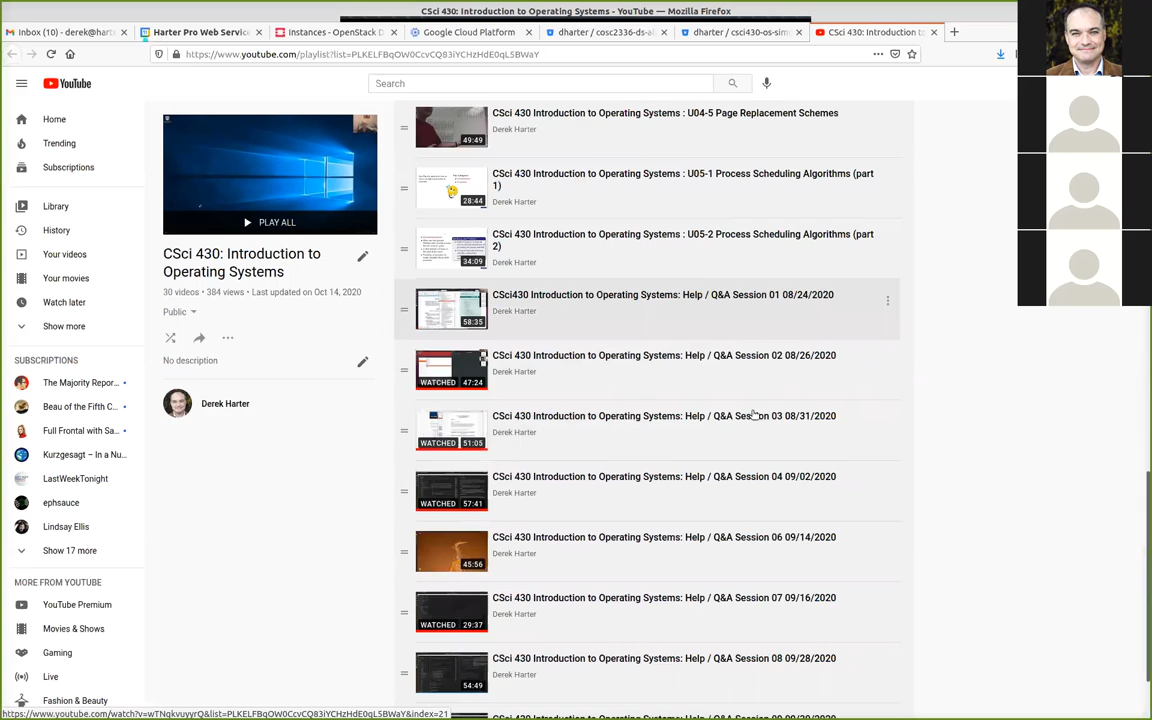 CSci 430: Introduction to Operating Systems - YouTube — Mozilla Firefox
Inbox (10) - derek@harte
Harter Pro Web Servic
Instances - OpenStack D
Google Cloud Platform
dharter / cosc2336-ds-al
dharter / csci430-os-sim
CSci 430: Introduction to
https://www.youtube.com/playlist?list=PLKELFBqOW0CcvCQ83iYCHzHdE0qL5BWaY
YouTube
Search
Home
Trending
Subscriptions
Library
History
Your videos
Your movies
Watch later
Show more
SUBSCRIPTIONS
The Majority Repor...
Beau of the Fifth C...
Full Frontal with Sa...
Kurzgesagt – In a Nu...
LastWeekTonight
ephsauce
Lindsay Ellis
Show 17 more
MORE FROM YOUTUBE
YouTube Premium
Movies & Shows
Gaming
Live
Fashion & Beauty
PLAY ALL
CSci 430: Introduction to
Operating Systems
30 videos • 384 views • Last updated on Oct 14, 2020
Public
No description
Derek Harter
49:49
CSci 430 Introduction to Operating Systems : U04-5 Page Replacement Schemes
Derek Harter
28:44
CSci 430 Introduction to Operating Systems : U05-1 Process Scheduling Algorithms (part
1)
Derek Harter
34:09
CSci 430 Introduction to Operating Systems : U05-2 Process Scheduling Algorithms (part
2)
Derek Harter
58:35
CSci430 Introduction to Operating Systems: Help / Q&A Session 01 08/24/2020
Derek Harter
WATCHED 47:24
CSci 430 Introduction to Operating Systems: Help / Q&A Session 02 08/26/2020
Derek Harter
WATCHED 51:05
CSci 430 Introduction to Operating Systems: Help / Q&A Session 03 08/31/2020
Derek Harter
WATCHED 57:41
CSci 430 Introduction to Operating Systems: Help / Q&A Session 04 09/02/2020
Derek Harter
45:56
CSci 430 Introduction to Operating Systems: Help / Q&A Session 06 09/14/2020
Derek Harter
WATCHED 29:37
CSci 430 Introduction to Operating Systems: Help / Q&A Session 07 09/16/2020
Derek Harter
54:49
CSci 430 Introduction to Operating Systems: Help / Q&A Session 08 09/28/2020
Derek Harter
https://www.youtube.com/watch?v=wTNqkvuyyrQ&list=PLKELFBqOW0CcvCQ83iYCHzHdE0qL5BWaY&index=21